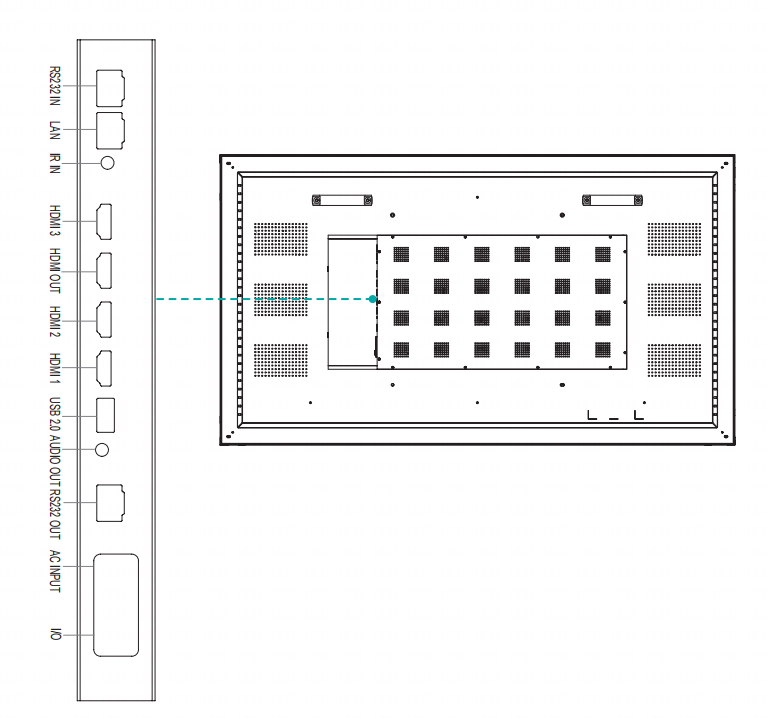 RS232 IN
LAN
IR IN
HDMI 3
HDMI OUT
HDMI 2
HDMI 1
USB 2.0
AUDIO OUT
RS232 OUT
AC INPUT
I/O